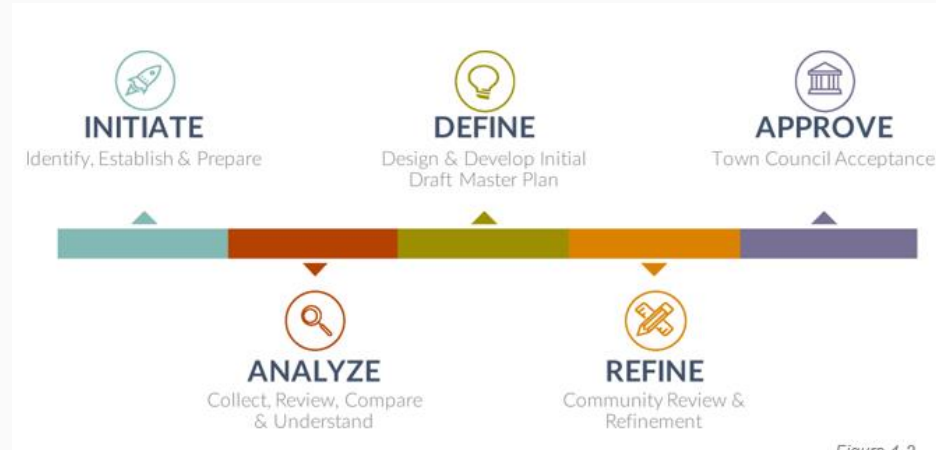 INITIATE
Identify, Establish & Prepare
DEFINE
Design & Develop Initial
Draft Master Plan
APPROVE
Town Council Acceptance
ANALYZE
Collect, Review, Compare
& Understand
REFINE
Community Review &
Refinement